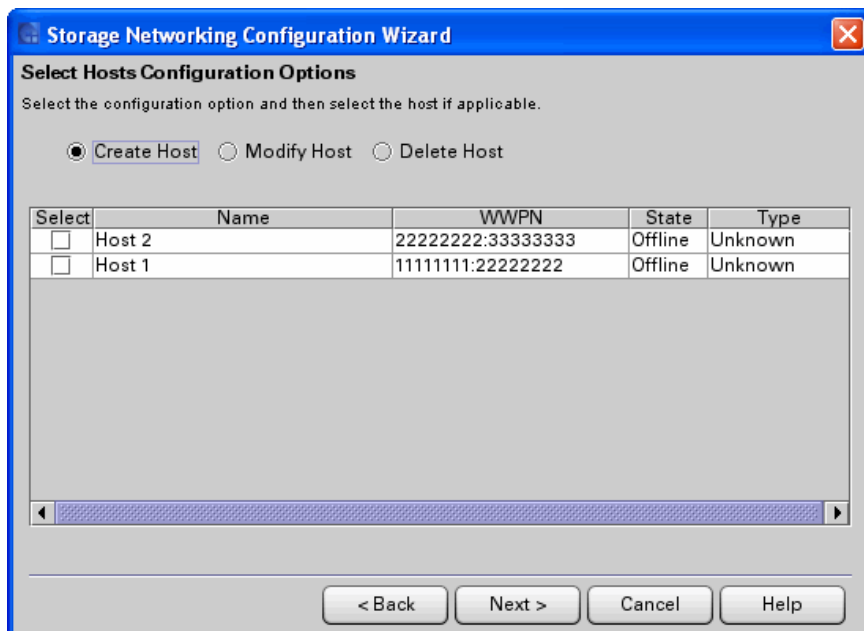 Storage Networking Configuration Wizard
Select Hosts Configuration Options
Select the configuration option and then select the host if applicable.
Create Host Modify Host Delete Host
Select Name WWPN State Type
Host 2 22222222:33333333 Offline Unknown
Host 1 11111111:22222222 Offline Unknown
< Back Next > Cancel Help